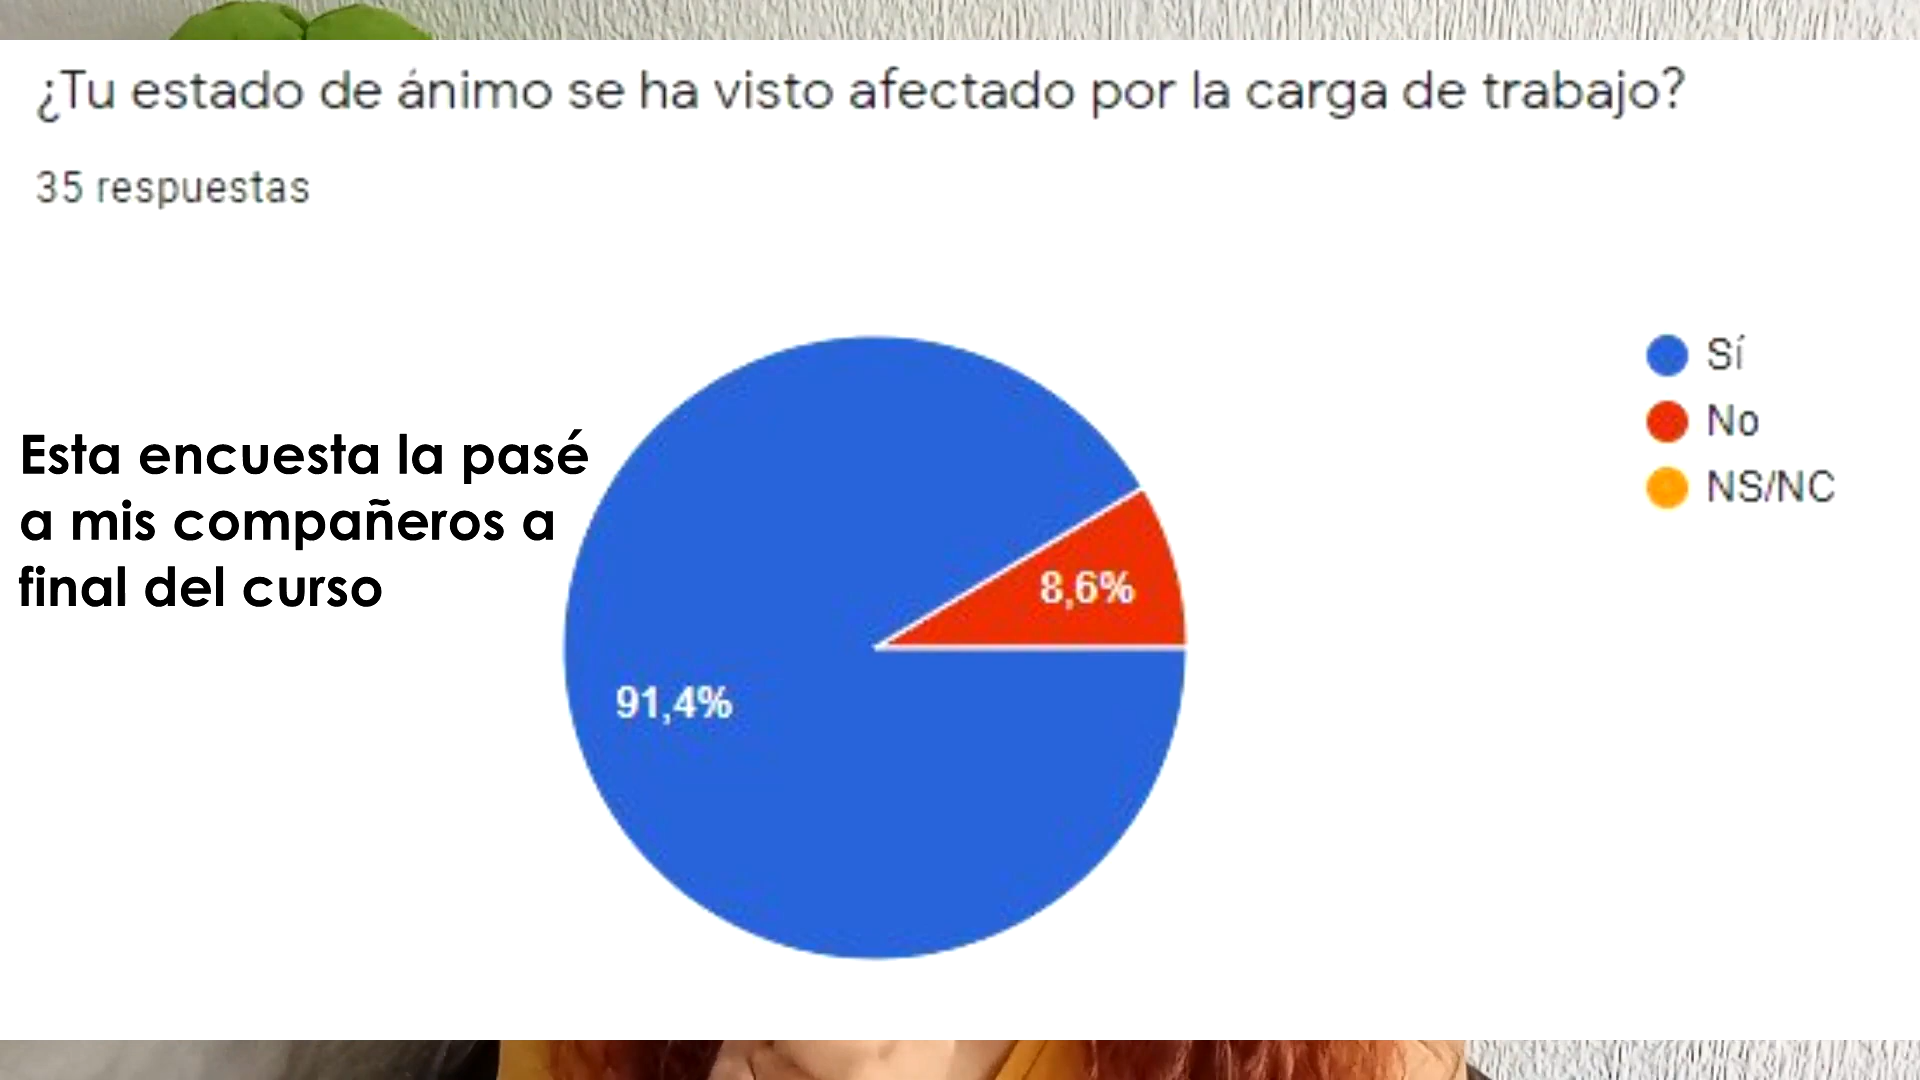 ¿Tu estado de ánimo se ha visto afectado por la carga de trabajo?
35 respuestas
Esta encuesta la pasé
a mis compañeros a
final del curso
91,4%
8,6%
Sí
No
NS/NC